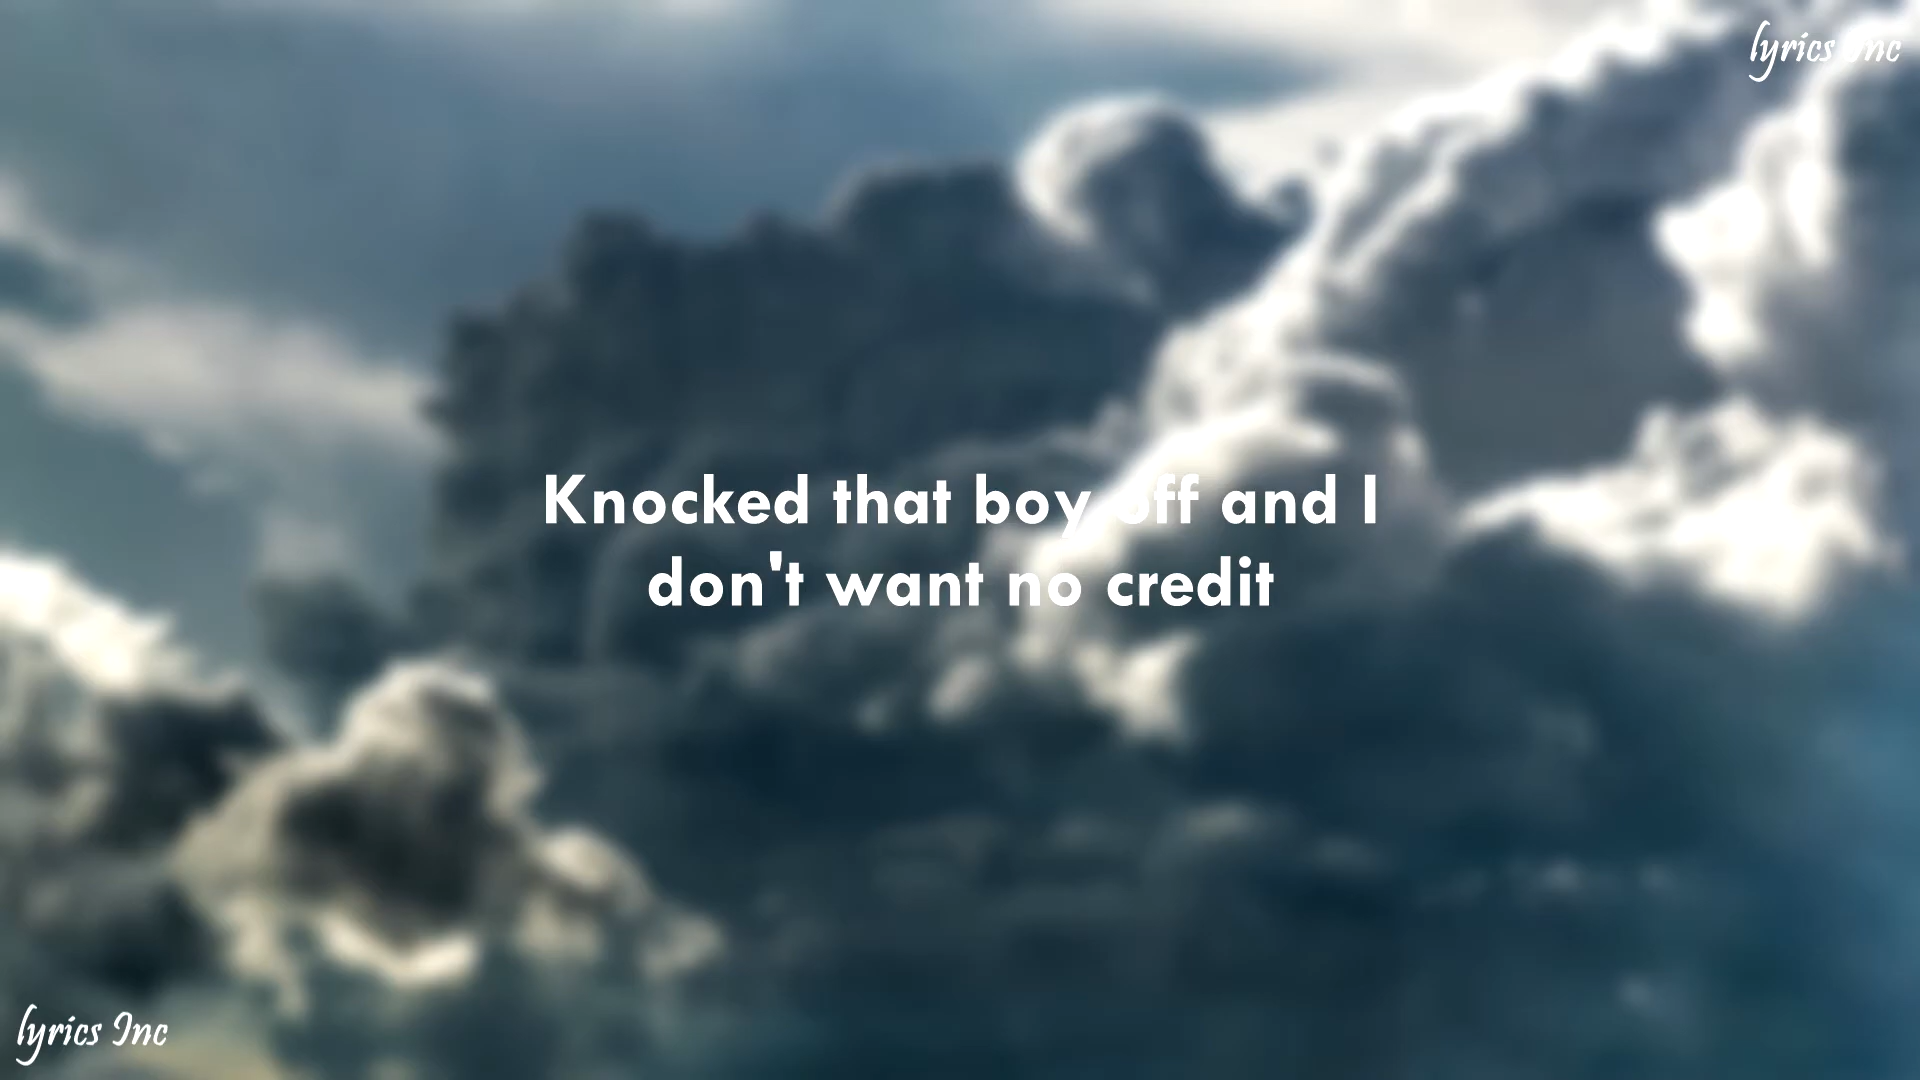 lyrics Inc
Knocked that boy off and I
don't want no credit
lyrics Inc